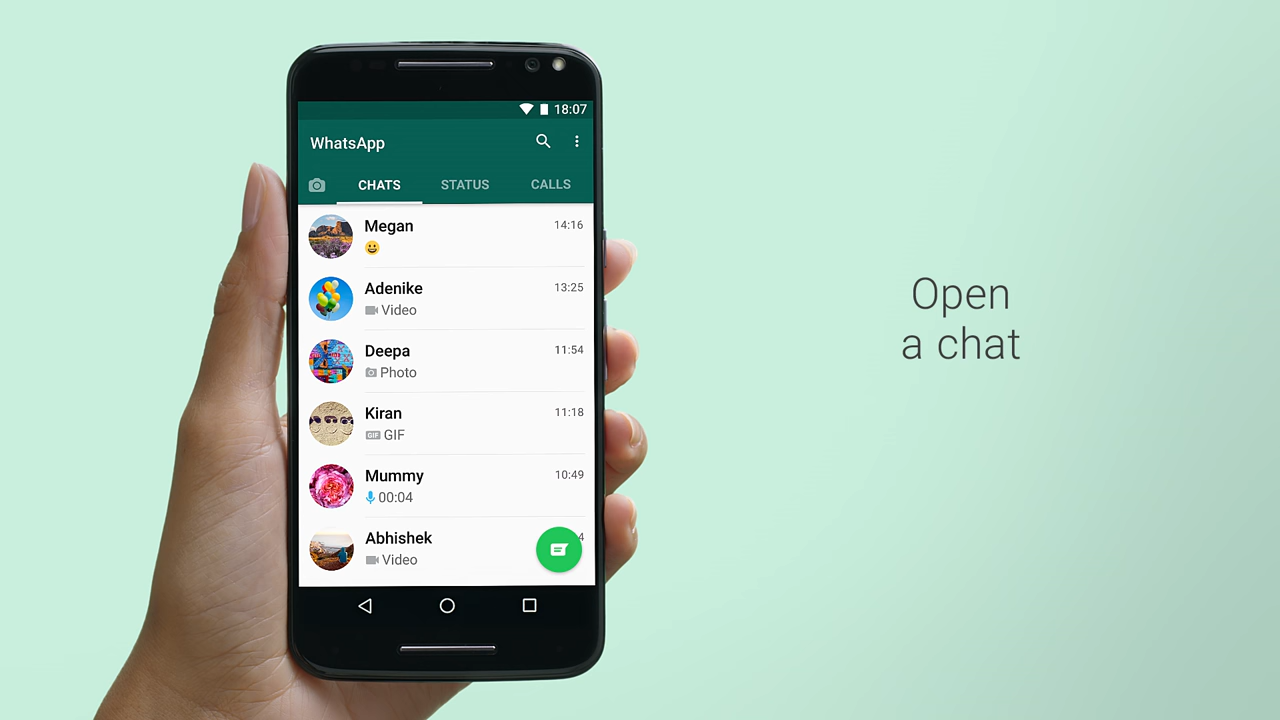 18:07
WhatsApp
CHATS STATUS CALLS
Megan 14:16
😀
Adenike 13:25
Video
Deepa 11:54
Photo
Kiran 11:18
GIF GIF
Mummy 10:49
00:04
Abhishek
Video
Open
a chat